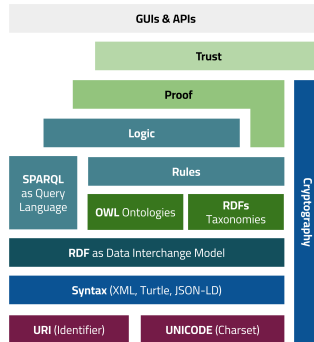 GUIs & APIs
Trust
Proof
Logic
SPARQL
as Query
Language
Rules
OWL Ontologies
RDFs
Taxonomies
Cryptography
RDF as Data Interchange Model
Syntax (XML, Turtle, JSON-LD)
URI (Identifier)
UNICODE (Charset)